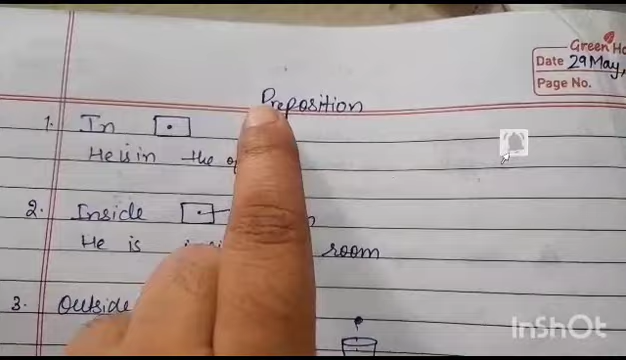 Green Ho
Date 29 May,
Page No.
Preposition
1. In
He is in the
2. Inside
He is room
3. Outside
InShOt